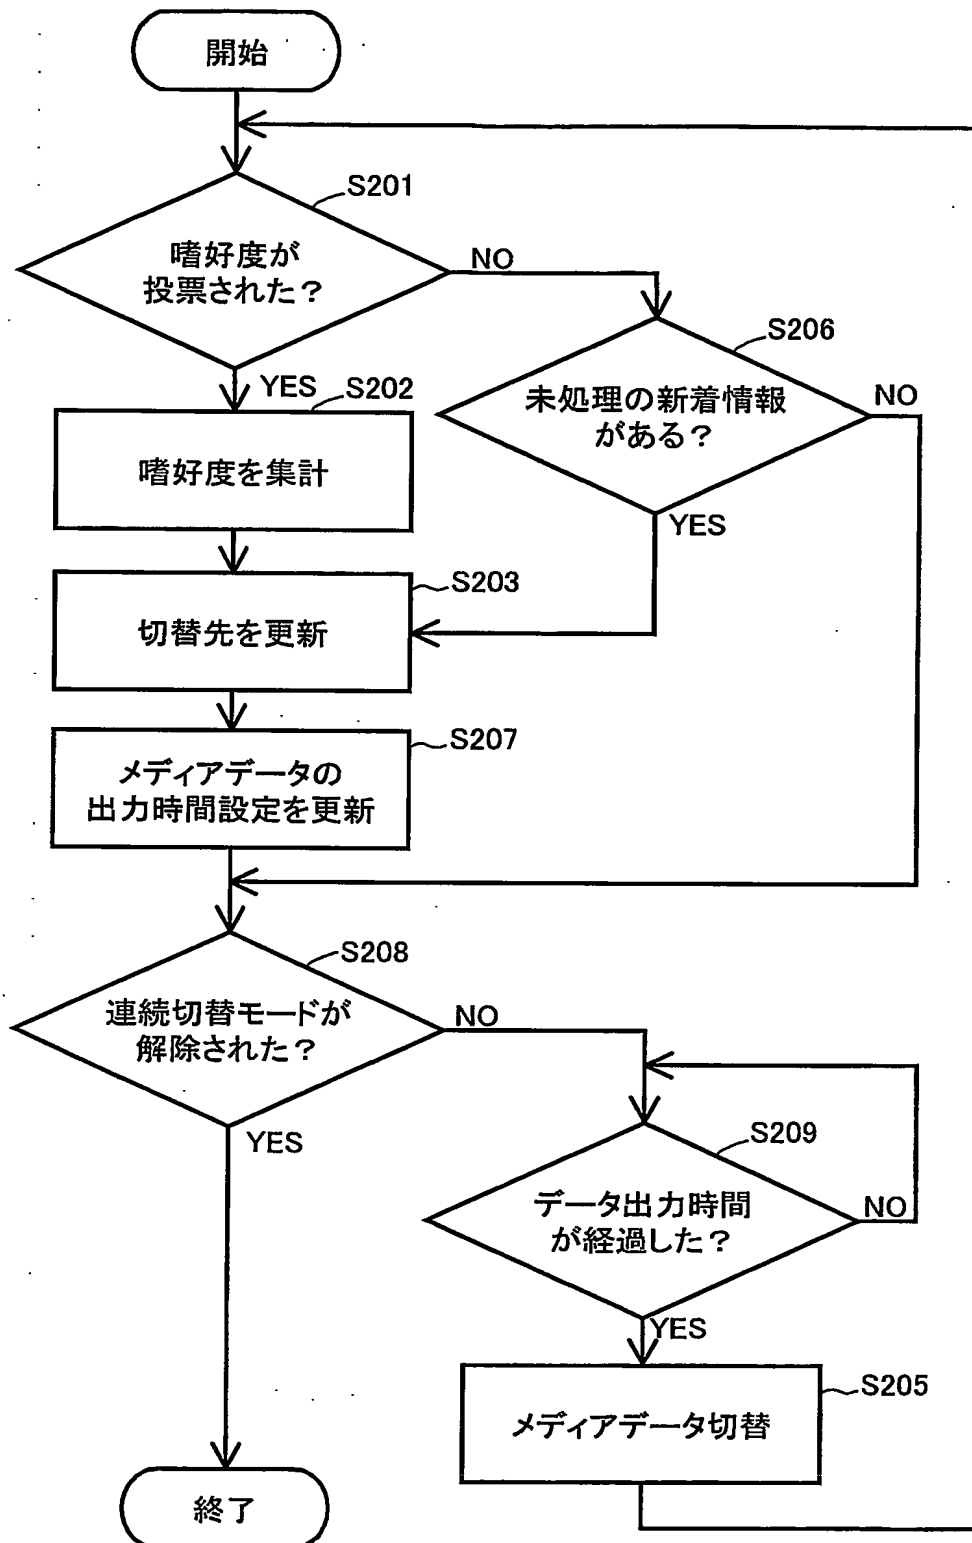 開始
S201
嗜好度が
投票された？
NO
YES
S206
未処理の新着情報
がある？
NO
YES
S202
嗜好度を集計
S203
切替先を更新
S207
メディアデータの
出力時間設定を更新
S208
連続切替モードが
解除された？
NO
YES
S209
データ出力時間
が経過した？
NO
YES
S205
メディアデータ切替
終了